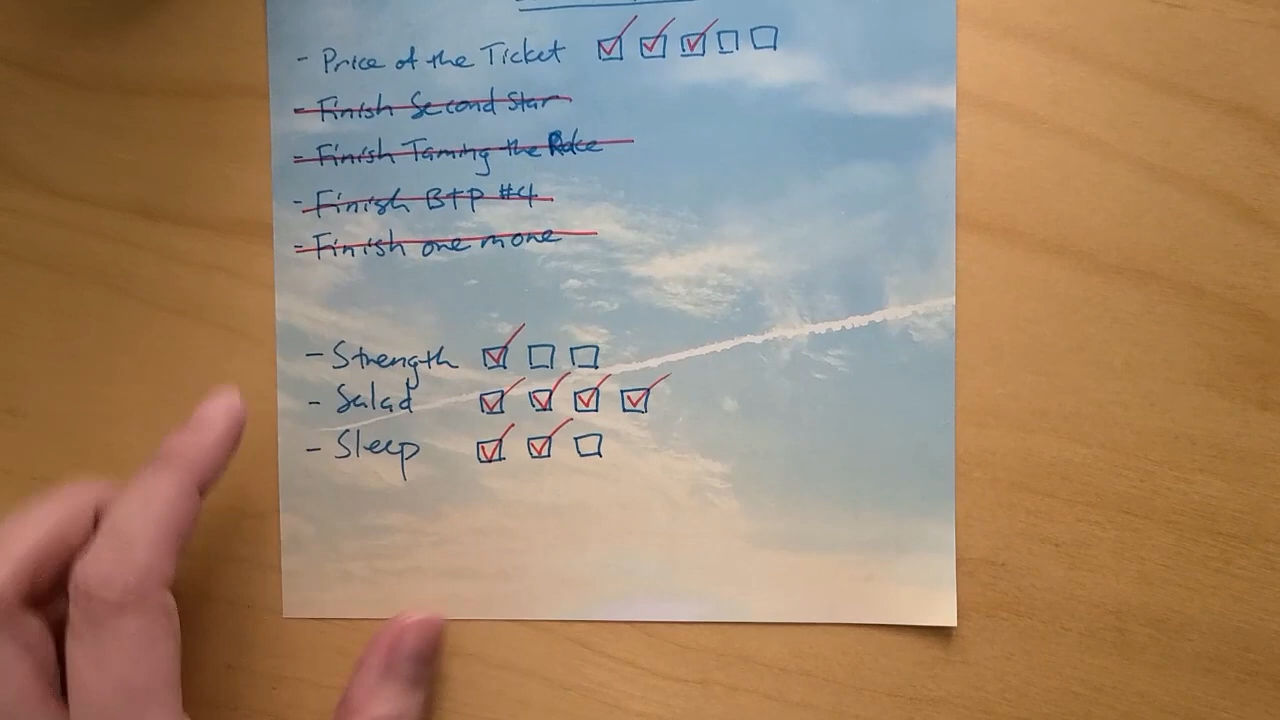 - Price of the Ticket ☑ ☑ ☑ ☐ ☐
- Finish Second Star
- Finish Taming the Rake
- Finish BTP #4
- Finish one more
- Strength ☑ ☐ ☐
- Salad ☑ ☑ ☑ ☑
- Sleep ☑ ☑ ☐